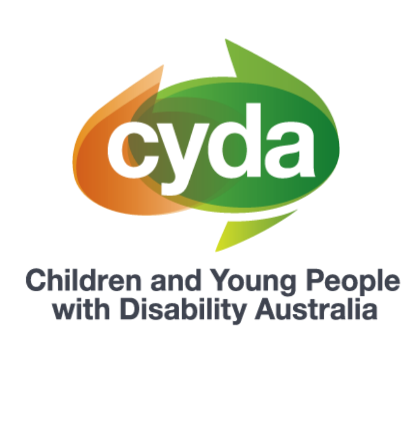 cyda
Children and Young People
with Disability Australia